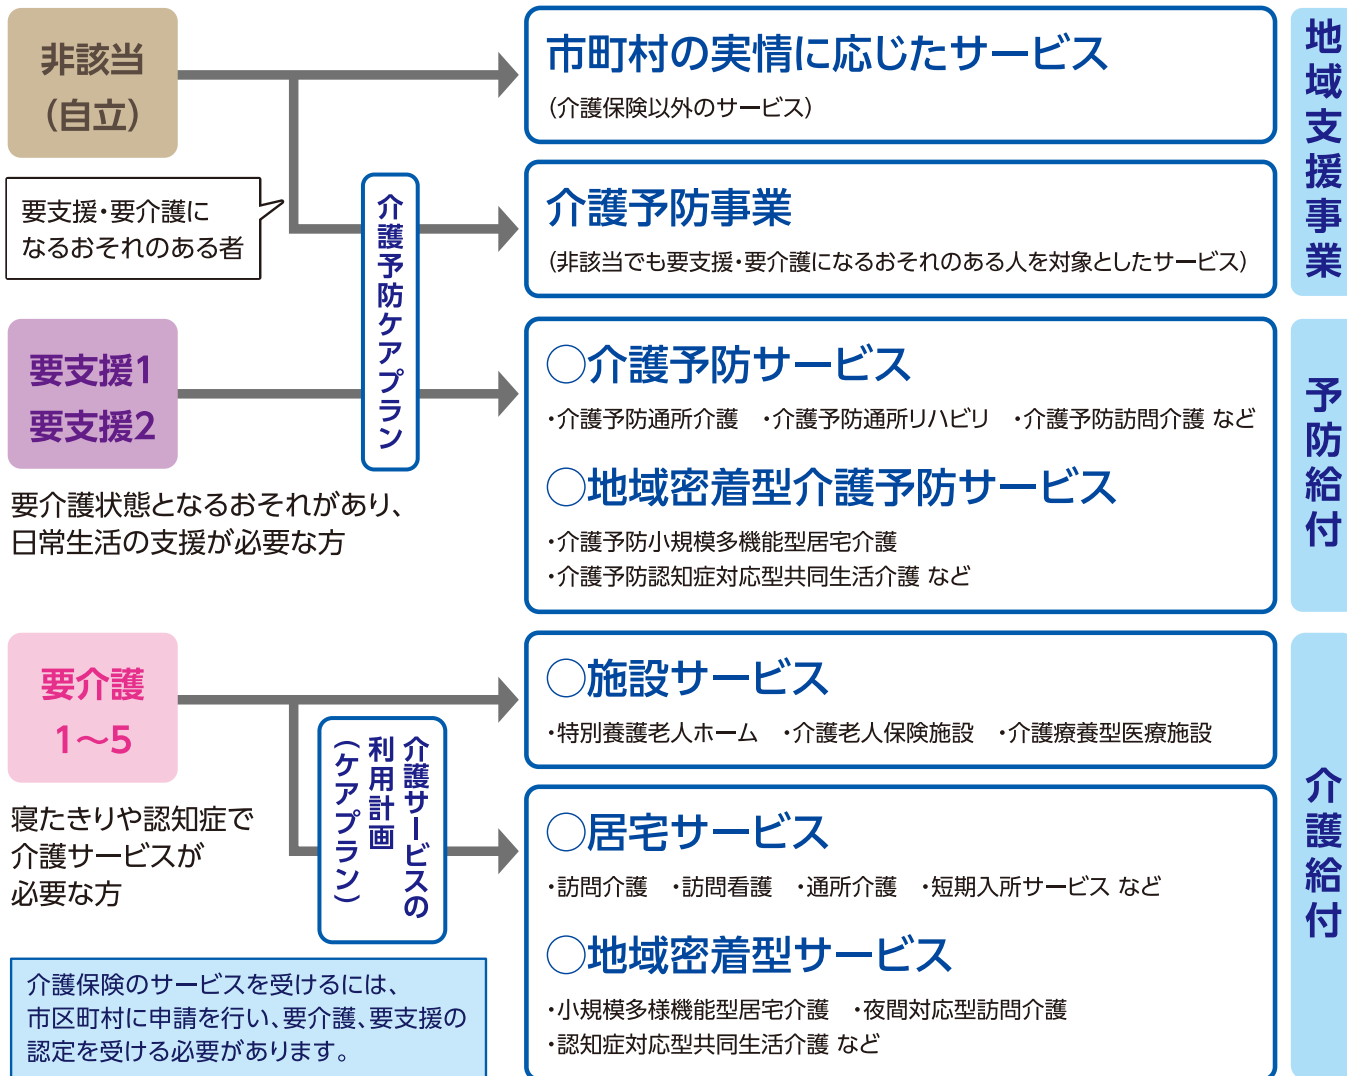 非該当
(自立)
市町村の実情に応じたサービス
(介護保険以外のサービス)
地域支援事業
要支援・要介護に
なるおそれのある者
介護予防ケアプラン
介護予防事業
(非該当でも要支援・要介護になるおそれのある人を対象としたサービス)
要支援1
要支援2
要介護状態となるおそれがあり、
日常生活の支援が必要な方
○介護予防サービス
・介護予防通所介護 ・介護予防通所リハビリ ・介護予防訪問介護 など
○地域密着型介護予防サービス
・介護予防小規模多機能型居宅介護
・介護予防認知症対応型共同生活介護 など
予防給付
要介護
1〜5
寝たきりや認知症で
介護サービスが
必要な方
介護サービスの
利用計画
(ケアプラン)
○施設サービス
・特別養護老人ホーム ・介護老人保険施設 ・介護療養型医療施設
○居宅サービス
・訪問介護 ・訪問看護 ・通所介護 ・短期入所サービス など
○地域密着型サービス
・小規模多様機能型居宅介護 ・夜間対応型訪問介護
・認知症対応型共同生活介護 など
介護給付
介護保険のサービスを受けるには、
市区町村に申請を行い、要介護、要支援の
認定を受ける必要があります。